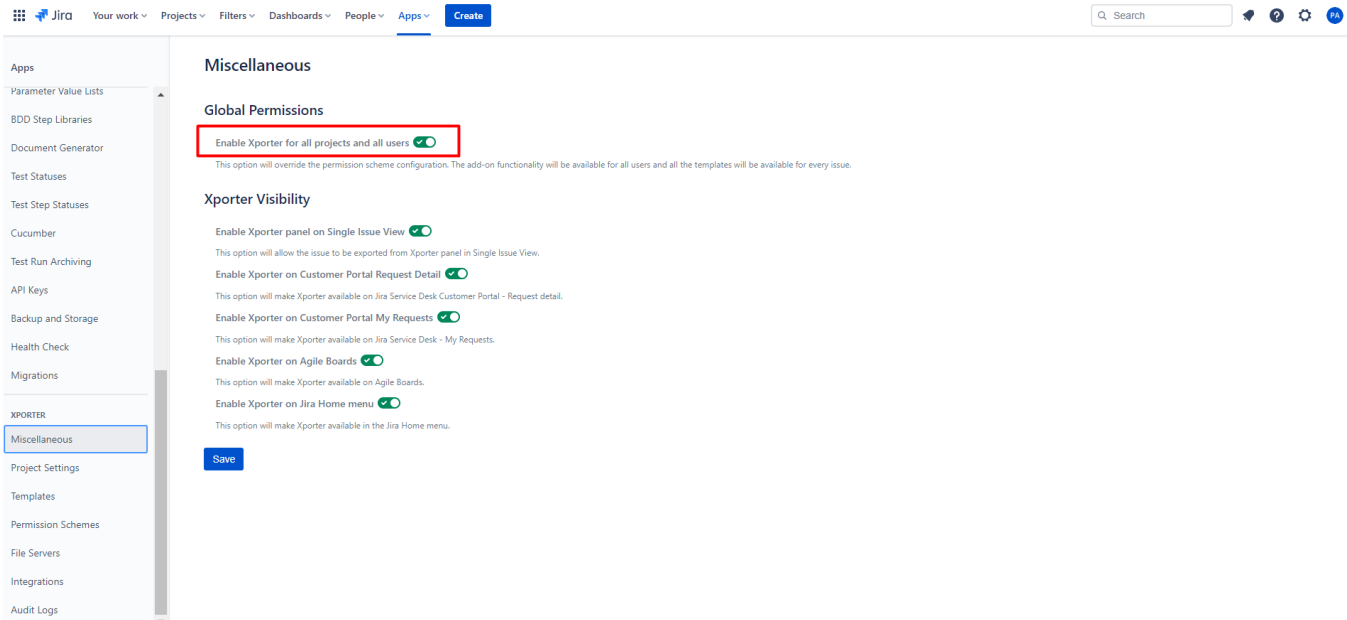 Jira Your work Projects Filters Dashboards People Apps Create Search PA
Apps
Parameter Value Lists
BDD Step Libraries
Document Generator
Test Statuses
Test Step Statuses
Cucumber
Test Run Archiving
API Keys
Backup and Storage
Health Check
Migrations
XPORTER
Miscellaneous
Project Settings
Templates
Permission Schemes
File Servers
Integrations
Audit Logs
Miscellaneous
Global Permissions
Enable Xporter for all projects and all users
This option will override the permission scheme configuration. The add-on functionality will be available for all users and all the templates will be available for every issue.
Xporter Visibility
Enable Xporter panel on Single Issue View
This option will allow the issue to be exported from Xporter panel in Single Issue View.
Enable Xporter on Customer Portal Request Detail
This option will make Xporter available on Jira Service Desk Customer Portal - Request detail.
Enable Xporter on Customer Portal My Requests
This option will make Xporter available on Jira Service Desk - My Requests.
Enable Xporter on Agile Boards
This option will make Xporter available on Agile Boards.
Enable Xporter on Jira Home menu
This option will make Xporter available in the Jira Home menu.
Save